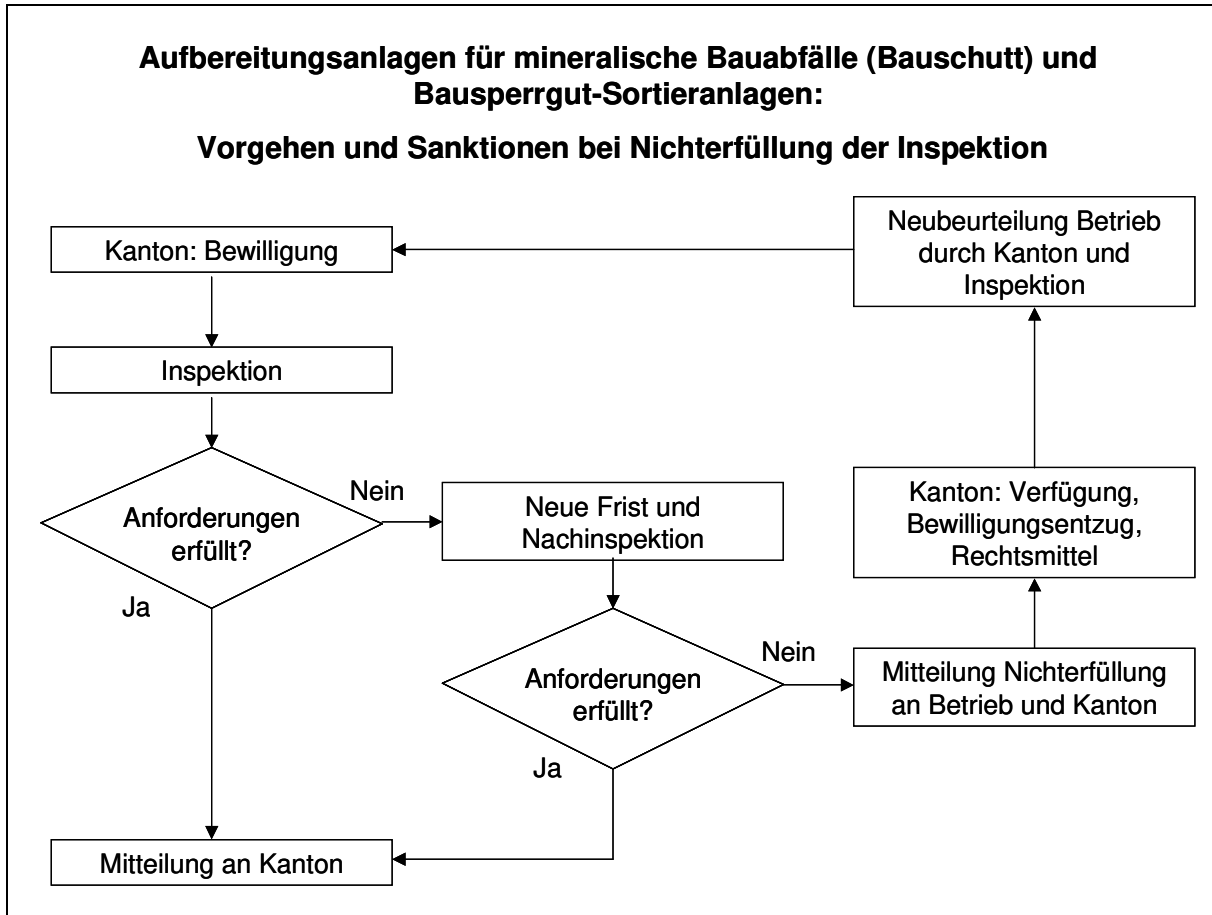 Aufbereitungsanlagen für mineralische Bauabfälle (Bauschutt) und
Bausperrgut-Sortieranlagen:
Vorgehen und Sanktionen bei Nichterfüllung der Inspektion
Kanton: Bewilligung
Neubeurteilung Betrieb
durch Kanton und
Inspektion
Inspektion
Anforderungen
erfüllt?
Nein
Ja
Neue Frist und
Nachinspektion
Kanton: Verfügung,
Bewilligungsentzug,
Rechtsmittel
Anforderungen
erfüllt?
Nein
Ja
Mitteilung Nichterfüllung
an Betrieb und Kanton
Mitteilung an Kanton